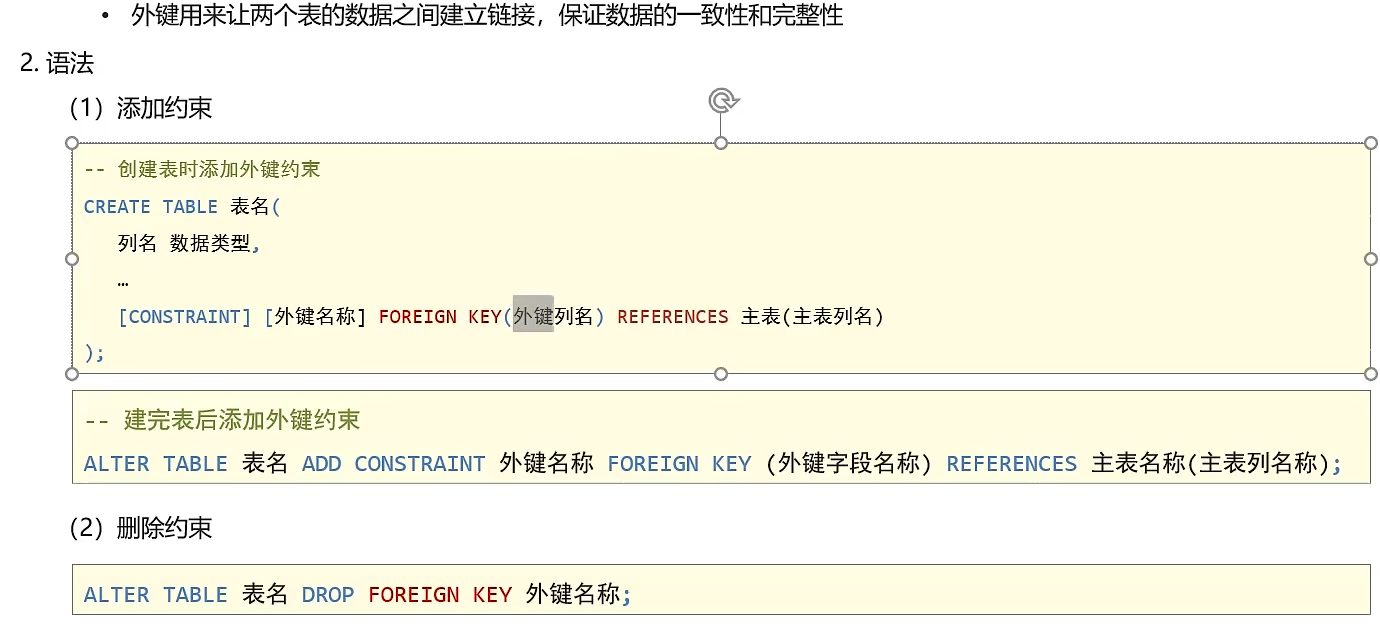 • 外键用来让两个表的数据之间建立链接，保证数据的一致性和完整性
2. 语法
（1）添加约束
-- 创建表时添加外键约束
CREATE TABLE 表名(
列名 数据类型,
…
[CONSTRAINT] [外键名称] FOREIGN KEY(外键列名) REFERENCES 主表(主表列名)
);
-- 建完表后添加外键约束
ALTER TABLE 表名 ADD CONSTRAINT 外键名称 FOREIGN KEY (外键字段名称) REFERENCES 主表名称(主表列名称);
（2）删除约束
ALTER TABLE 表名 DROP FOREIGN KEY 外键名称;